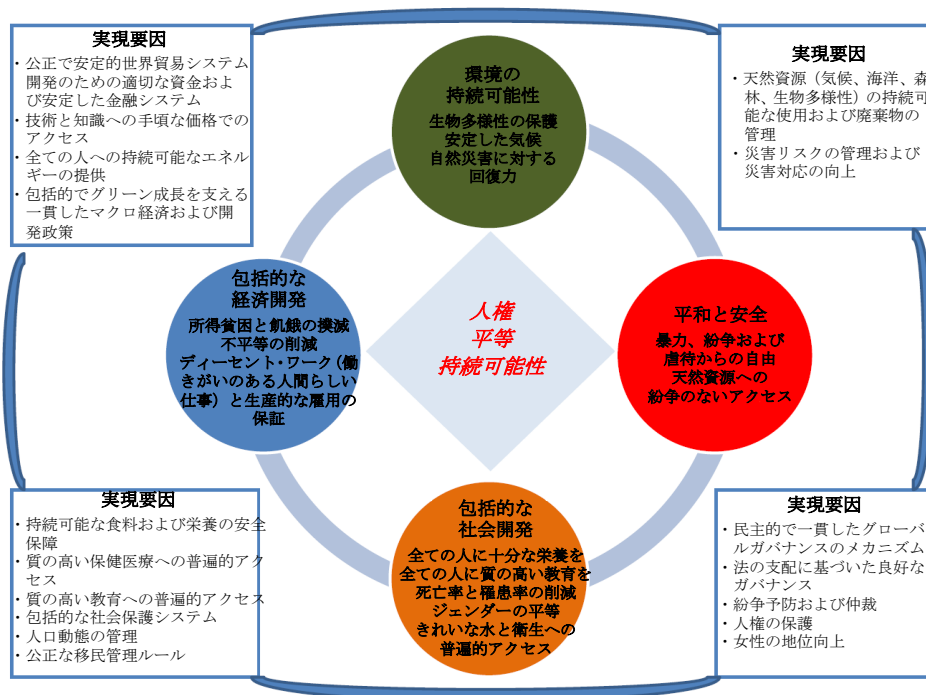 実現要因
・公正で安定的世界貿易システム
開発のための適切な資金およ
び安定した金融システム
・技術と知識への手頃な価格での
アクセス
・全ての人への持続可能なエネル
ギーの提供
・包括的でグリーン成長を支える
一貫したマクロ経済および開
発政策
環境の
持続可能性
生物多様性の保護
安定した気候
自然災害に対する
回復力
実現要因
・天然資源（気候、海洋、森
林、生物多様性）の持続可
能な使用および廃棄物の
管理
・災害リスクの管理および
災害対応の向上
包括的な
経済開発
所得貧困と飢餓の撲滅
不平等の削減
ディーセント・ワーク（働
きがいのある人間らしい
仕事）と生産的な雇用の
保証
人権
平等
持続可能性
平和と安全
暴力、紛争および
虐待からの自由
天然資源への
紛争のないアクセス
実現要因
・持続可能な食料および栄養の安全
保障
・質の高い保健医療への普遍的アク
セス
・質の高い教育への普遍的アクセス
・包括的な社会保護システム
・人口動態の管理
・公正な移民管理ルール
包括的な
社会開発
全ての人に十分な栄養を
全ての人に質の高い教育を
死亡率と罹患率の削減
ジェンダーの平等
きれいな水と衛生への
普遍的アクセス
実現要因
・民主的で一貫したグローバ
ルガバナンスのメカニズム
・法の支配に基づいた良好な
ガバナンス
・紛争予防および仲裁
・人権の保護
・女性の地位向上